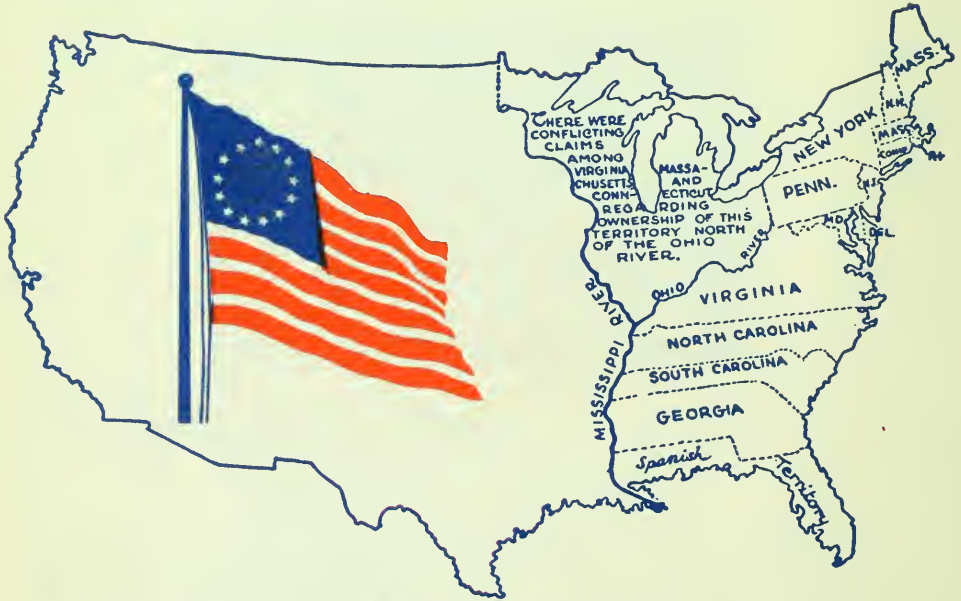 MASS.
N.H.
NEW YORK
MASS.
CONN.
R.I.
PENN.
N.J.
MD.
DEL.
THERE WERE
CONFLICTING
CLAIMS
AMONG
VIRGINIA MASSA-
CHUSETTS AND
CONN- ECTICUT
REGARDING
OWNERSHIP OF THIS
TERRITORY NORTH
OF THE OHIO
RIVER.
OHIO RIVER
VIRGINIA
NORTH CAROLINA
SOUTH CAROLINA
GEORGIA
MISSISSIPPI RIVER
Spanish Territory